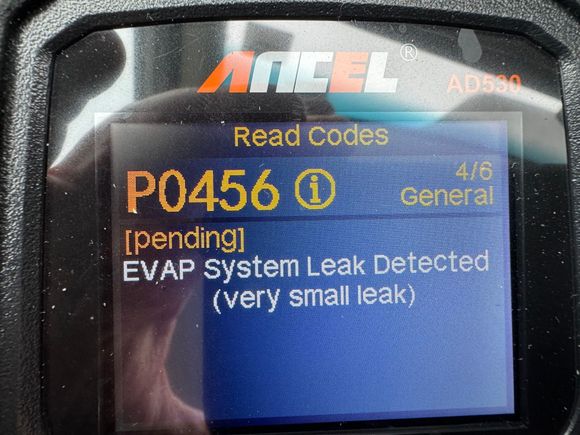 ANCEL®
AD530
Read Codes
P0456 i 4/6
General
[pending]
EVAP System Leak Detected
(very small leak)